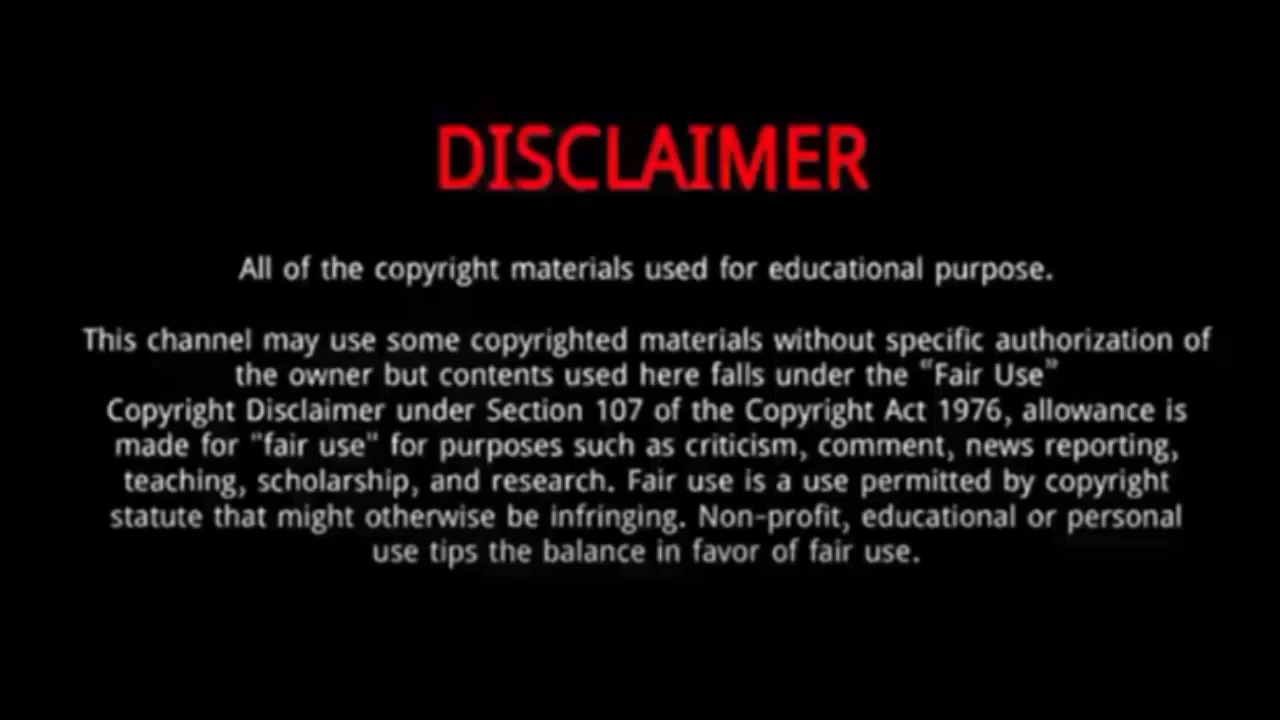 DISCLAIMER
All of the copyright materials used for educational purpose.
This channel may use some copyrighted materials without specific authorization of
the owner but contents used here falls under the “Fair Use”
Copyright Disclaimer under Section 107 of the Copyright Act 1976, allowance is
made for "fair use" for purposes such as criticism, comment, news reporting,
teaching, scholarship, and research. Fair use is a use permitted by copyright
statute that might otherwise be infringing. Non-profit, educational or personal
use tips the balance in favor of fair use.